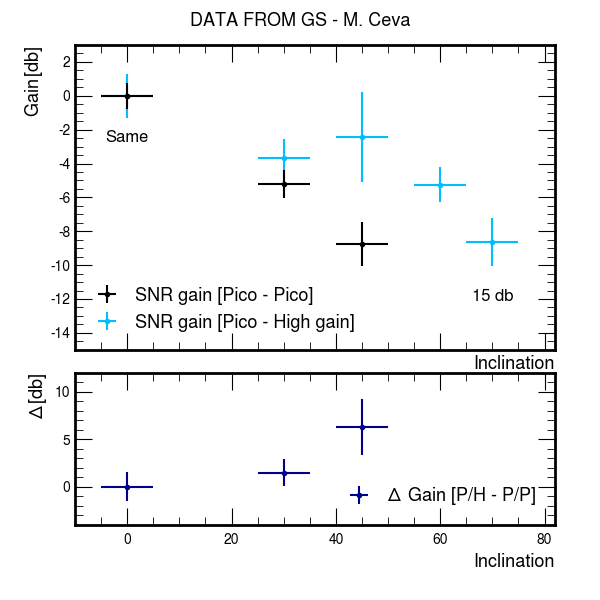 DATA FROM GS - M. Ceva
Gain [db]
2
0
-2
-4
-6
-8
-10
-12
-14
Same
15 db
SNR gain [Pico - Pico]
SNR gain [Pico - High gain]
Inclination
Δ [db]
10
5
0
Δ Gain [P/H - P/P]
0 20 40 60 80
Inclination